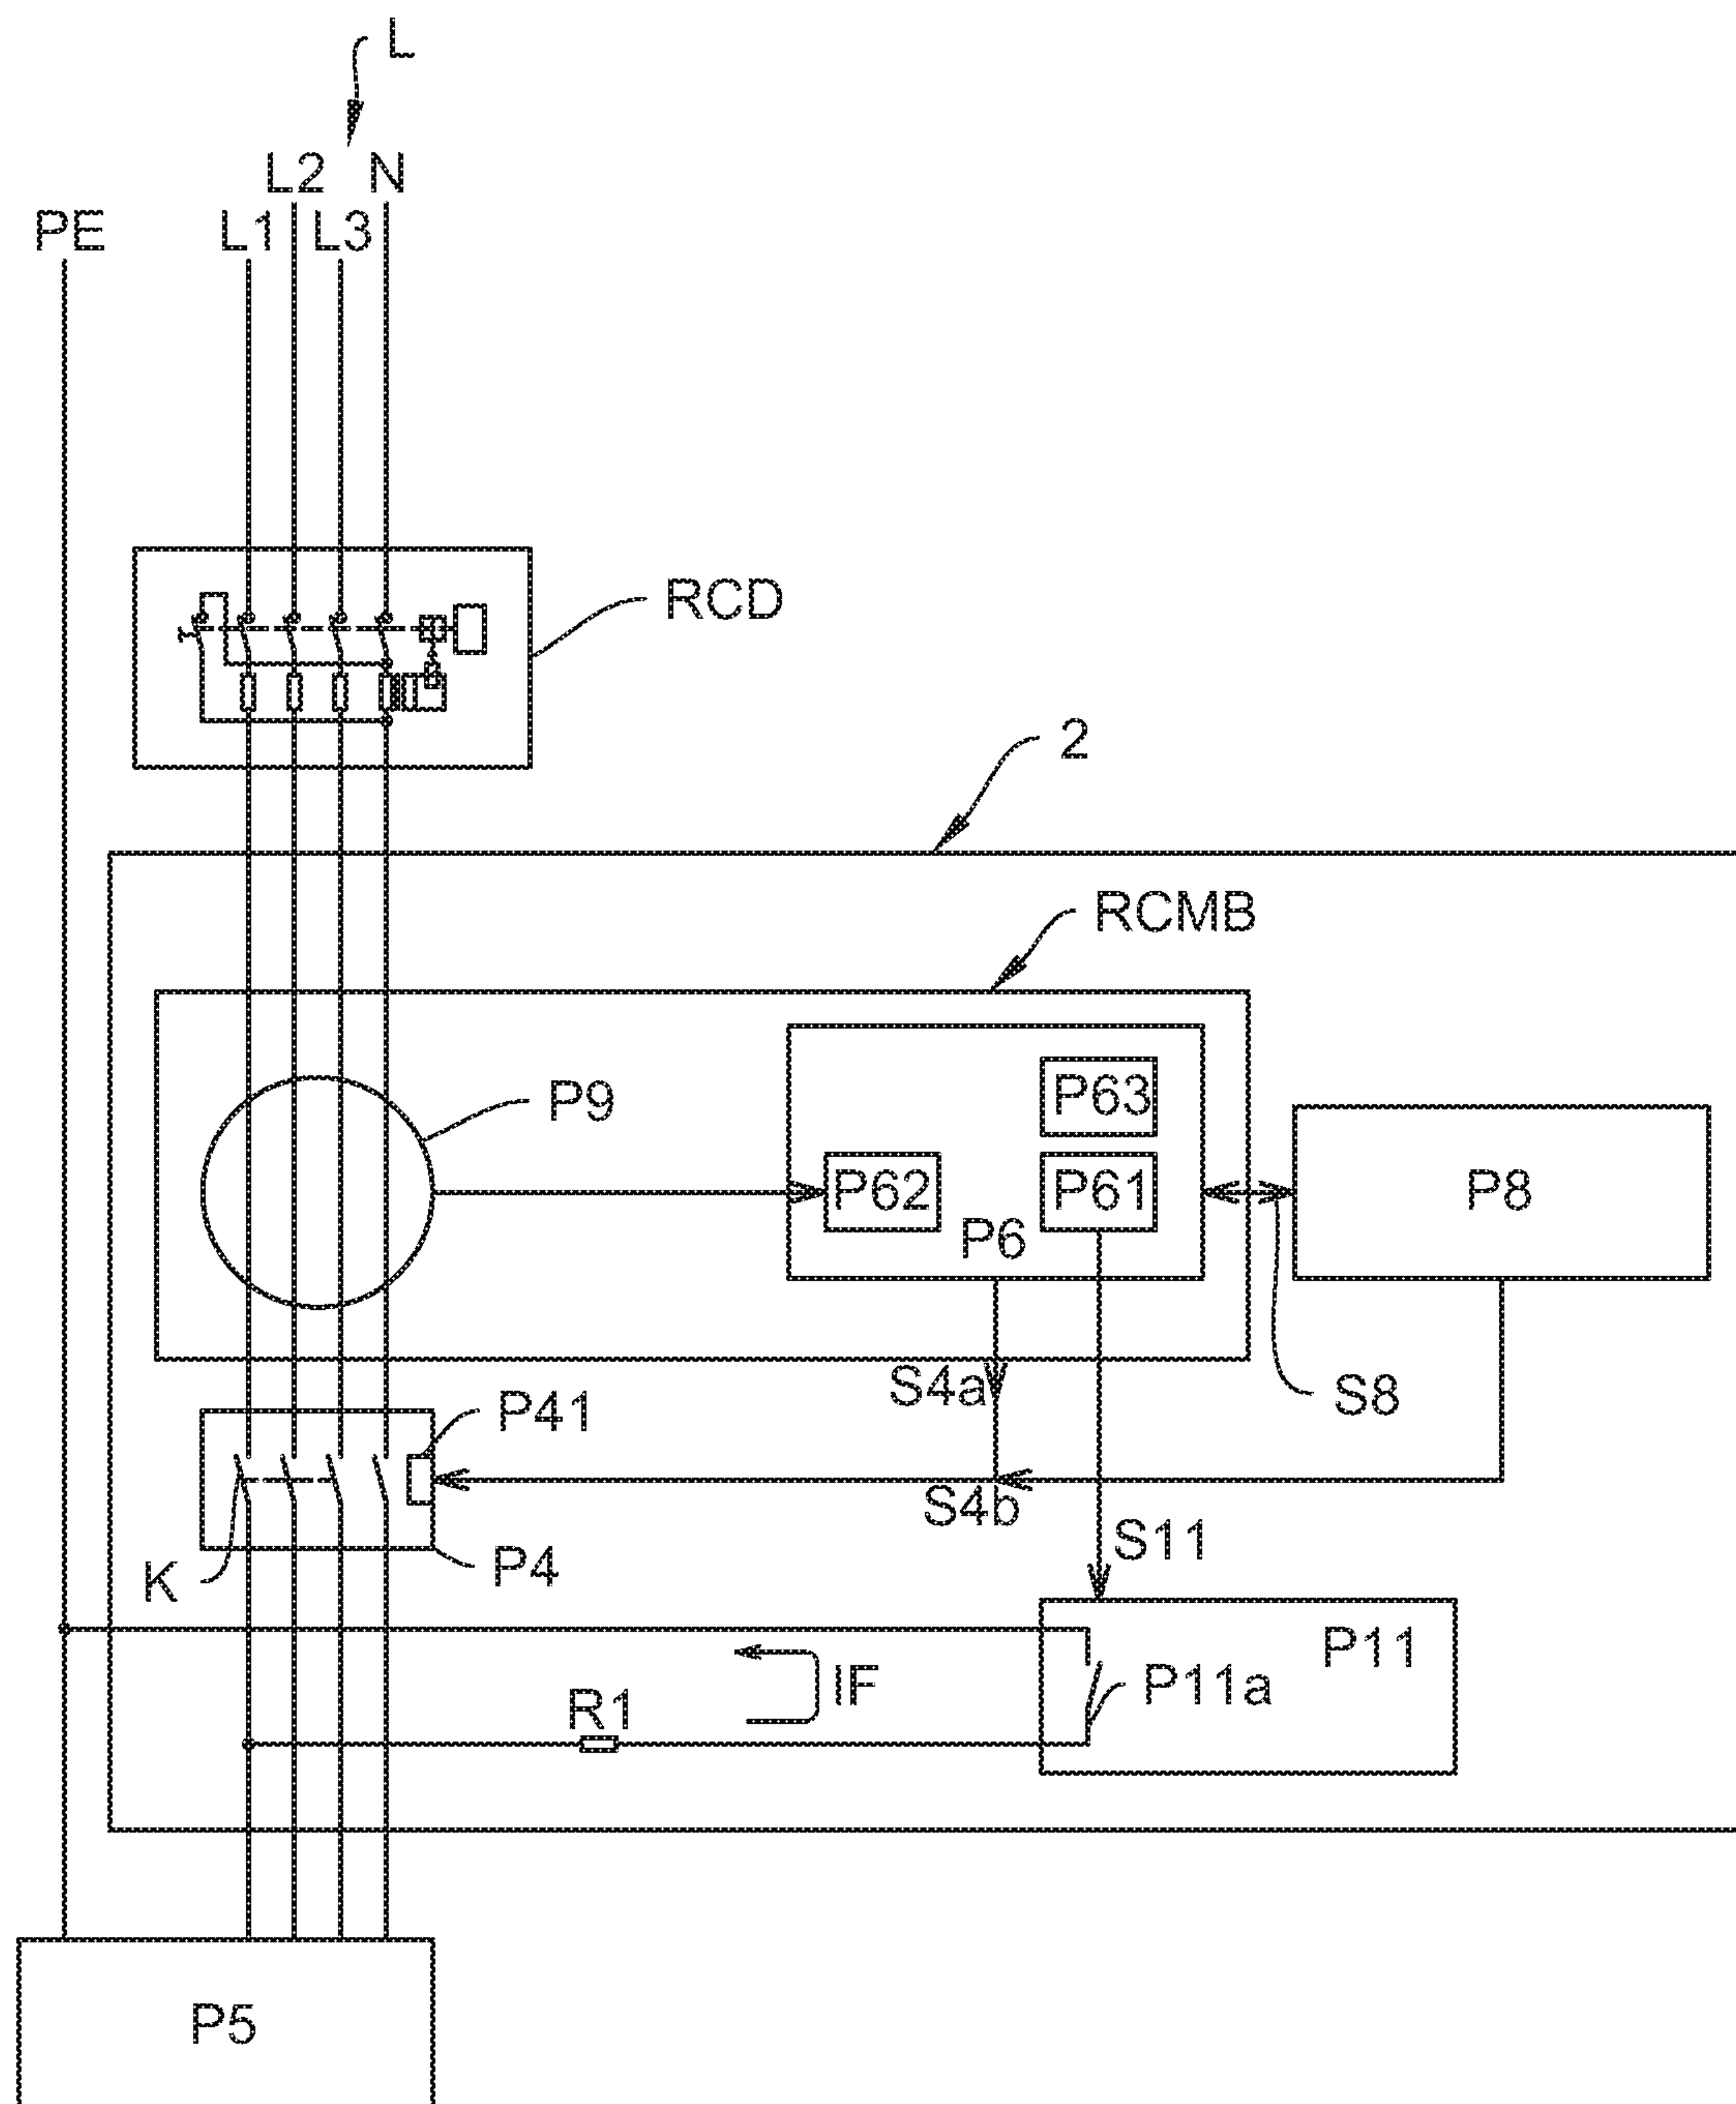 L
L2 N
PE L1 L3
RCD
2
RCMB
P63
P9
P62 P61 P8
P6
S4a S8
P41
S4b
S11
K P4
P11
IF P11a
R1
P5